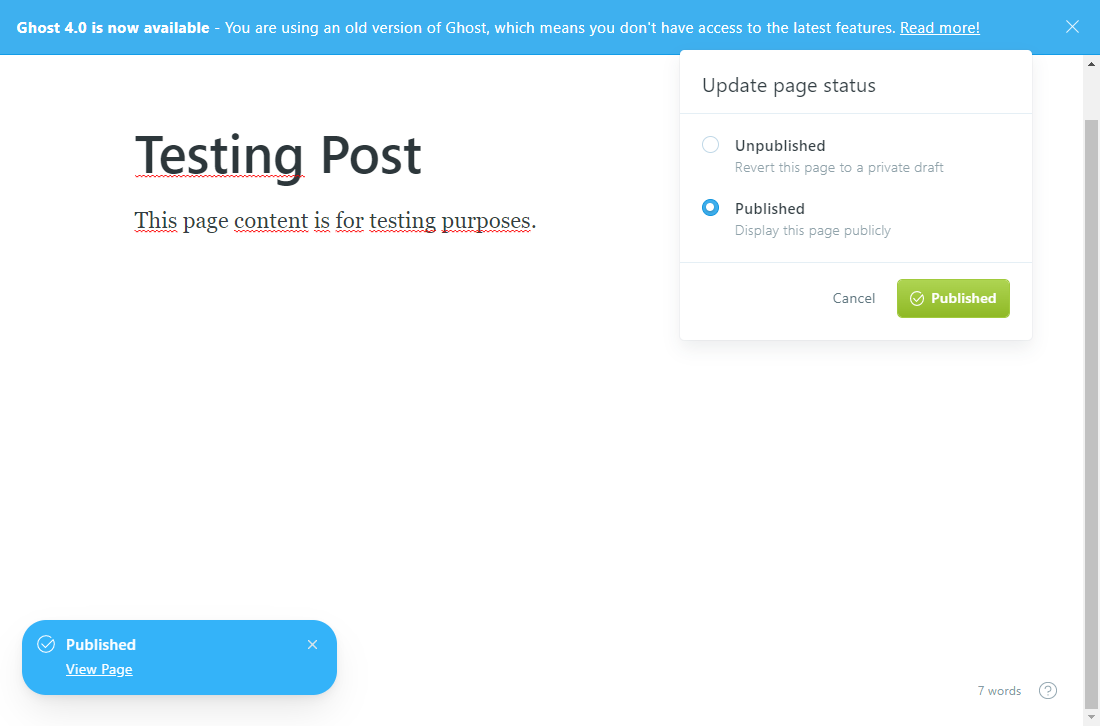 Ghost 4.0 is now available - You are using an old version of Ghost, which means you don't have access to the latest features. Read more!
Update page status
Unpublished
Revert this page to a private draft
Published
Display this page publicly
Cancel
Published
Testing Post
This page content is for testing purposes.
Published
View Page
7 words
?